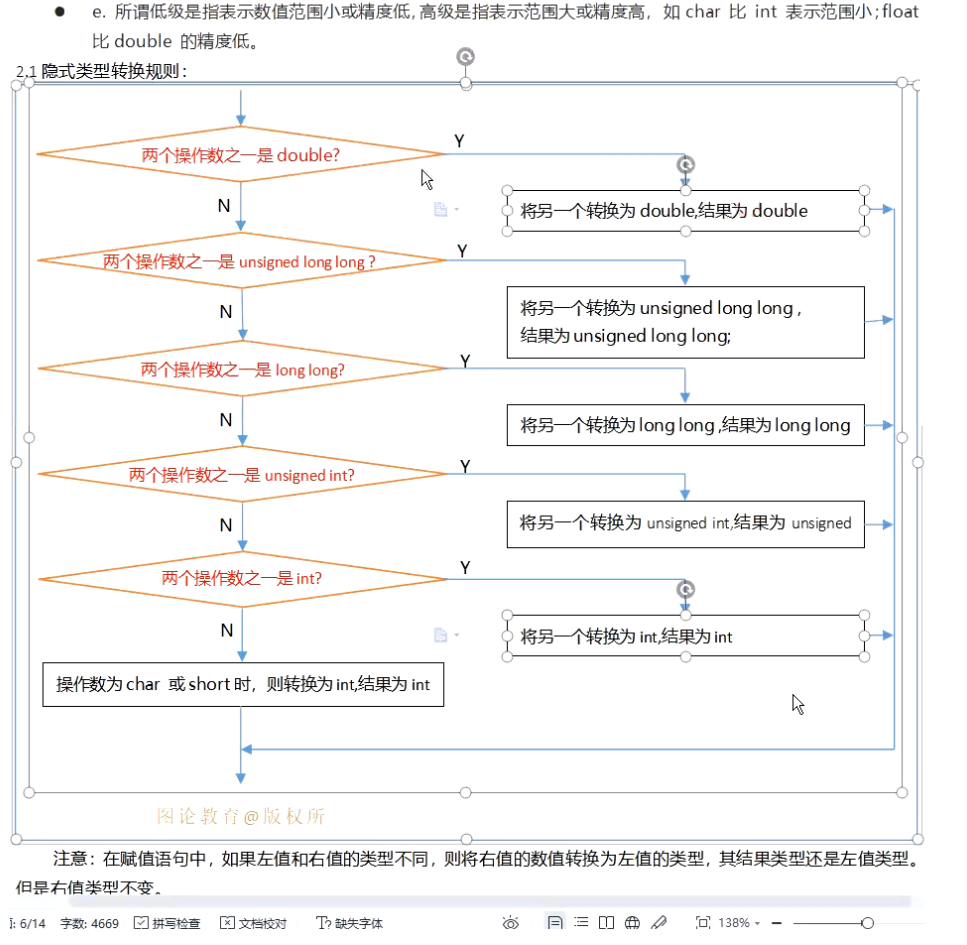 ● e. 所谓低级是指表示数值范围小或精度低,高级是指表示范围大或精度高，如 char 比 int 表示范围小;float
比 double 的精度低。
2.1 隐式类型转换规则：
两个操作数之一是 double?
Y
将另一个转换为 double,结果为 double
N
两个操作数之一是 unsigned long long ?
Y
将另一个转换为 unsigned long long ,
结果为 unsigned long long;
N
两个操作数之一是 long long?
Y
将另一个转换为 long long ,结果为 long long
N
两个操作数之一是 unsigned int?
Y
将另一个转换为 unsigned int,结果为 unsigned
N
两个操作数之一是 int?
Y
将另一个转换为 int,结果为 int
N
操作数为 char 或 short 时，则转换为 int,结果为 int
图论教育@版权所
注意：在赋值语句中，如果左值和右值的类型不同，则将右值的数值转换为左值的类型，其结果类型还是左值类型。
但是右值类型不变。
: 6/14 字数: 4669 拼写检查 文档校对 缺失字体 138%